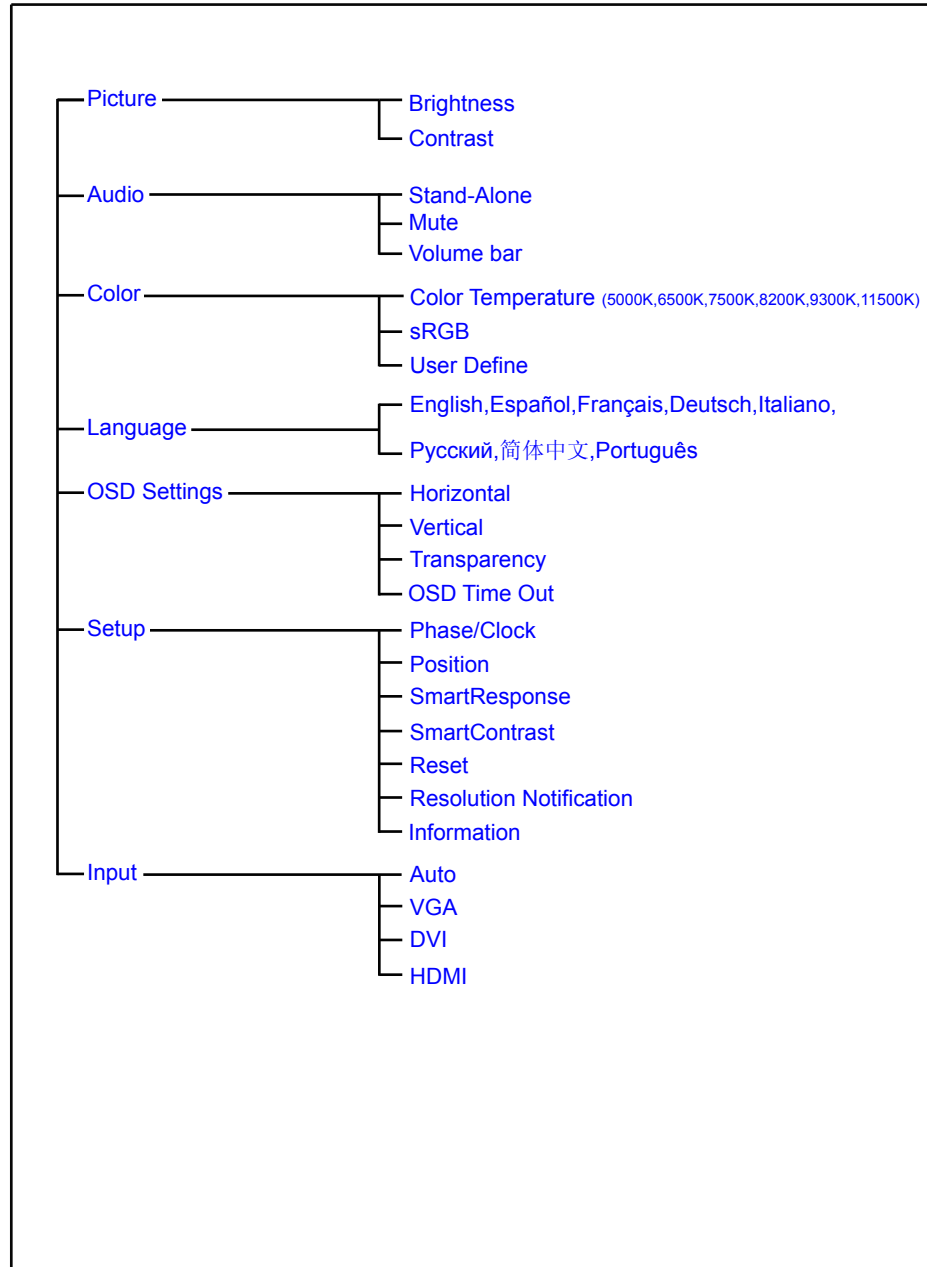 Picture
Brightness
Contrast
Audio
Stand-Alone
Mute
Volume bar
Color
Color Temperature (5000K,6500K,7500K,8200K,9300K,11500K)
sRGB
User Define
Language
English,Español,Français,Deutsch,Italiano,
Русский,简体中文,Português
OSD Settings
Horizontal
Vertical
Transparency
OSD Time Out
Setup
Phase/Clock
Position
SmartResponse
SmartContrast
Reset
Resolution Notification
Information
Input
Auto
VGA
DVI
HDMI